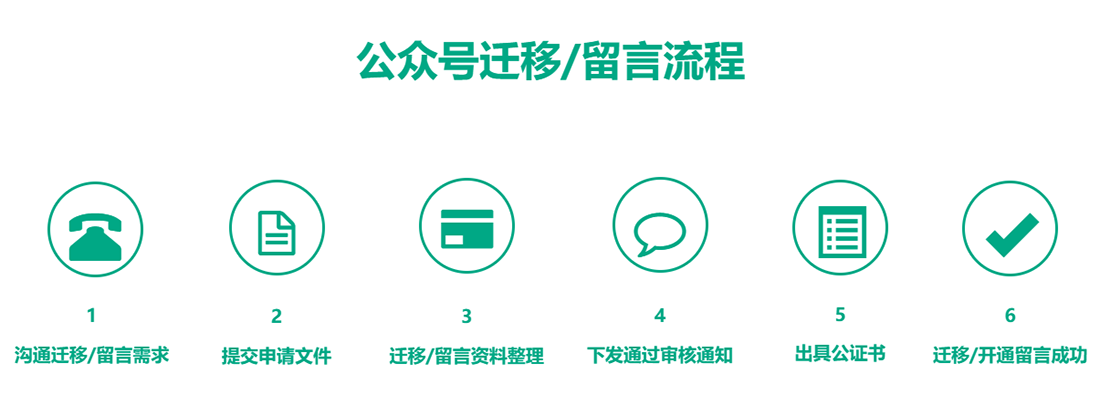 公众号迁移/留言流程
1
沟通迁移/留言需求
2
提交申请文件
3
迁移/留言资料整理
4
下发通过审核通知
5
出具公证书
6
迁移/开通留言成功